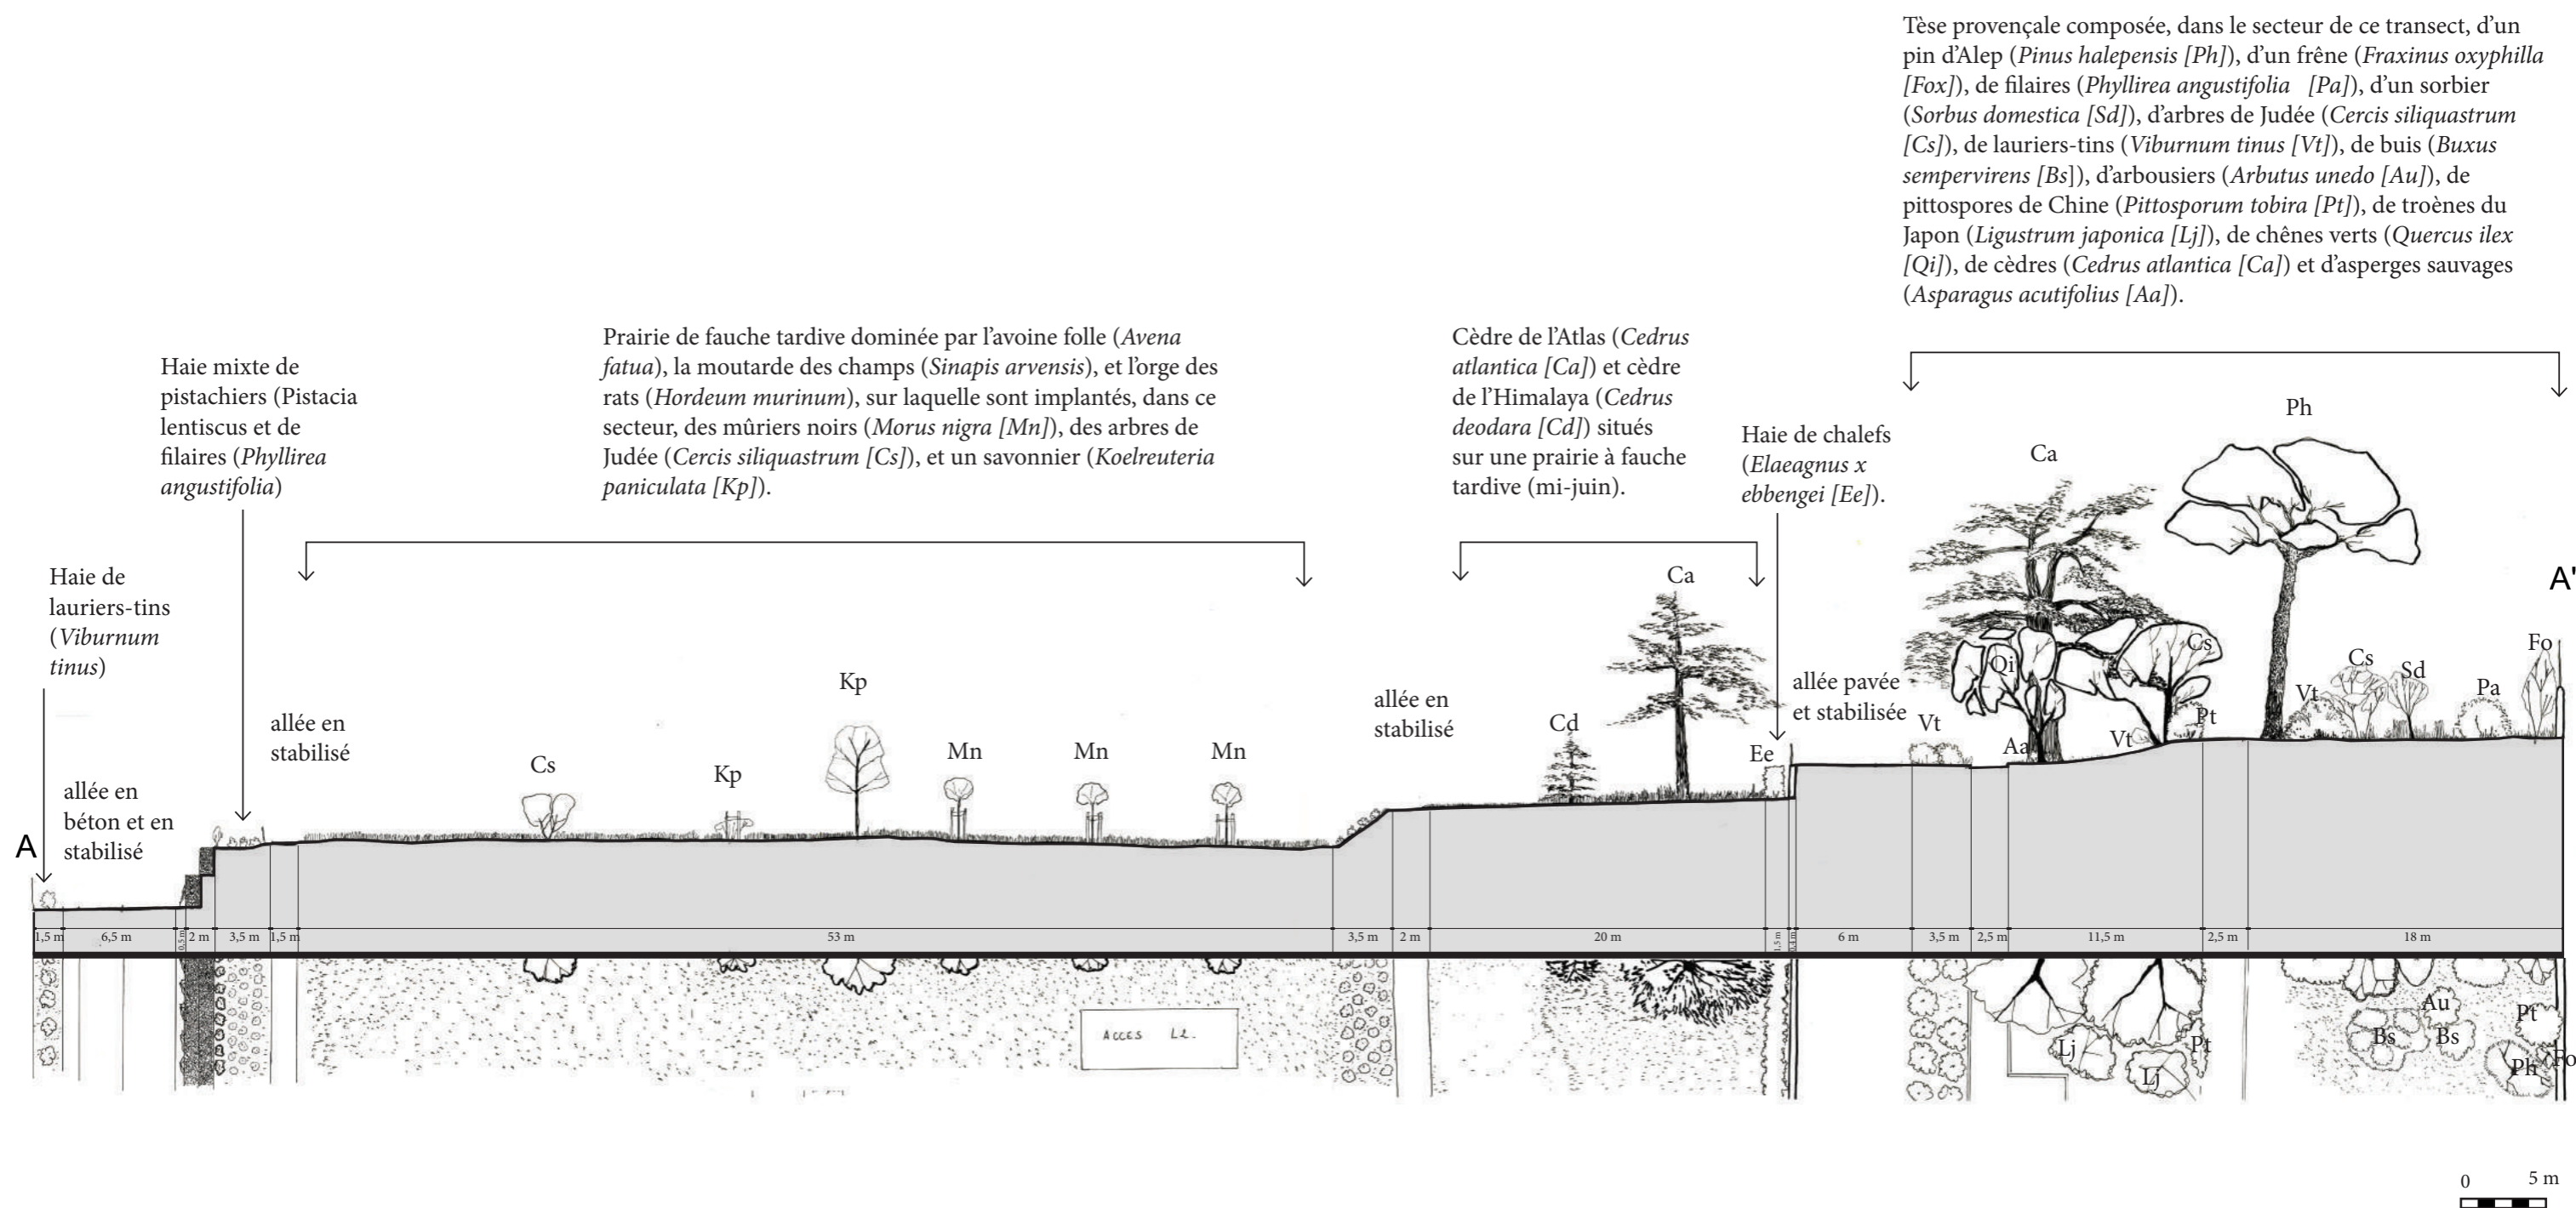 Tèse provençale composée, dans le secteur de ce transect, d’un
pin d’Alep (Pinus halepensis [Ph]), d’un frêne (Fraxinus oxyphilla
[Fox]), de filaires (Phyllirea angustifolia [Pa]), d’un sorbier
(Sorbus domestica [Sd]), d’arbres de Judée (Cercis siliquastrum
[Cs]), de lauriers-tins (Viburnum tinus [Vt]), de buis (Buxus
sempervirens [Bs]), d’arbousiers (Arbutus unedo [Au]), de
pittospores de Chine (Pittosporum tobira [Pt]), de troènes du
Japon (Ligustrum japonica [Lj]), de chênes verts (Quercus ilex
[Qi]), de cèdres (Cedrus atlantica [Ca]) et d’asperges sauvages
(Asparagus acutifolius [Aa]).
Prairie de fauche tardive dominée par l’avoine folle (Avena
fatua), la moutarde des champs (Sinapis arvensis), et l’orge des
rats (Hordeum murinum), sur laquelle sont implantés, dans ce
secteur, des mûriers noirs (Morus nigra [Mn]), des arbres de
Judée (Cercis siliquastrum [Cs]), et un savonnier (Koelreuteria
paniculata [Kp]).
Cèdre de l’Atlas (Cedrus
atlantica [Ca]) et cèdre
de l’Himalaya (Cedrus
deodara [Cd]) situés
sur une prairie à fauche
tardive (mi-juin).
Haie mixte de
pistachiers (Pistacia
lentiscus et de
filaires (Phyllirea
angustifolia)
Haie de chalefs
(Elaeagnus x
ebbengei [Ee]).
Haie de
lauriers-tins
(Viburnum
tinus)
allée en
béton et en
stabilisé
allée en
stabilisé
allée en
stabilisé
allée pavée
et stabilisée
A
A'
Cs
Kp
Kp
Mn
Mn
Mn
Cd
Ca
Ee
Vt
Ca
Qi
Aa
Vt
Cs
Pt
Ph
Vt
Cs
Sd
Pa
Fo
1,5 m
6,5 m
0,5 m
2 m
3,5 m
1,5 m
53 m
3,5 m
2 m
20 m
1,5 m
0,4 m
6 m
3,5 m
2,5 m
11,5 m
2,5 m
18 m
ACCES L2.
Lj
Lj
Pt
Bs
Au
Bs
Pt
Ph
Fo
0
5 m